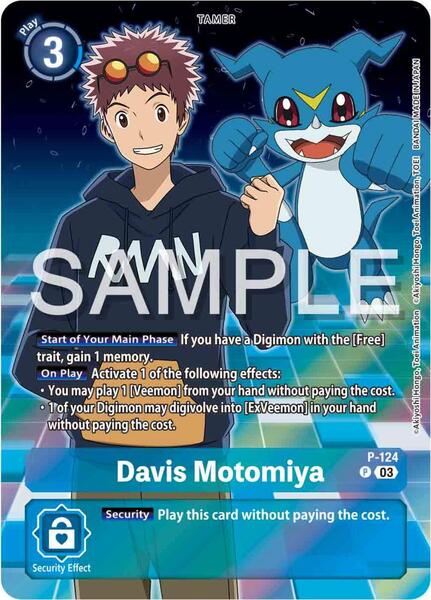 TAMER
Play
3
RMN
SAMPLE
Start of Your Main Phase If you have a Digimon with the [Free]
trait, gain 1 memory.
On Play Activate 1 of the following effects:
• You may play 1 [Veemon] from your hand without paying the cost.
• 1 of your Digimon may digivolve into [ExVeemon] in your hand
without paying the cost.
P-124
Davis Motomiya
P 03
Security Play this card without paying the cost.
Security Effect
©Akiyoshi Hongo, Toei Animation ©Akiyoshi Hongo, Toei Animation, TOEI BANDAI MADE IN JAPAN